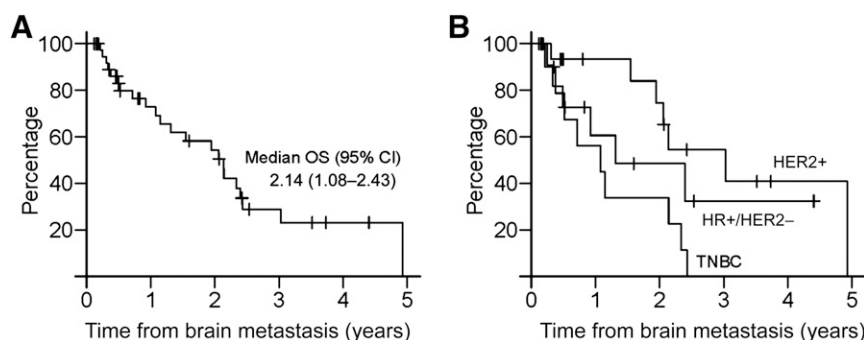 A
Percentage
100
80
60
40
20
Median OS (95% CI)
2.14 (1.08–2.43)
0
1
2
3
4
5
Time from brain metastasis (years)
B
Percentage
100
80
60
40
20
HER2+
HR+/HER2–
TNBC
0
1
2
3
4
5
Time from brain metastasis (years)